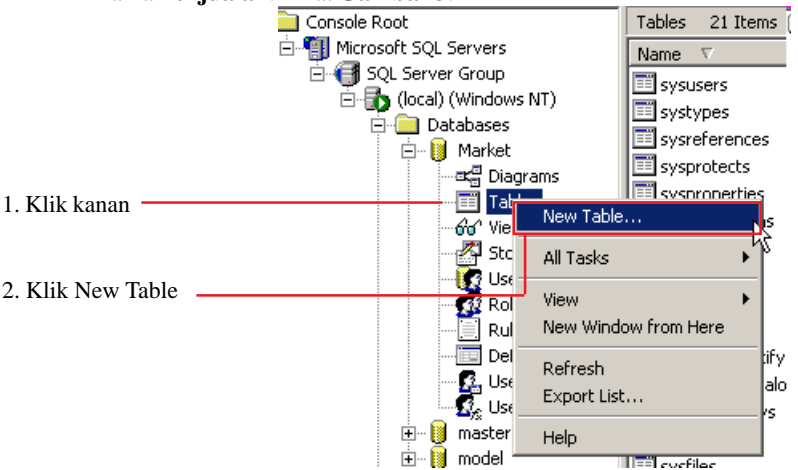 Console Root
Microsoft SQL Servers
SQL Server Group
(local) (Windows NT)
Databases
Market
Diagrams
1. Klik kanan
2. Klik New Table
master
model
Tables 21 Items
Name
sysusers
systypes
sysreferences
sysprotects
sysproperties
New Table...
All Tasks
View
New Window from Here
Refresh
Export List...
Help
sysfiles